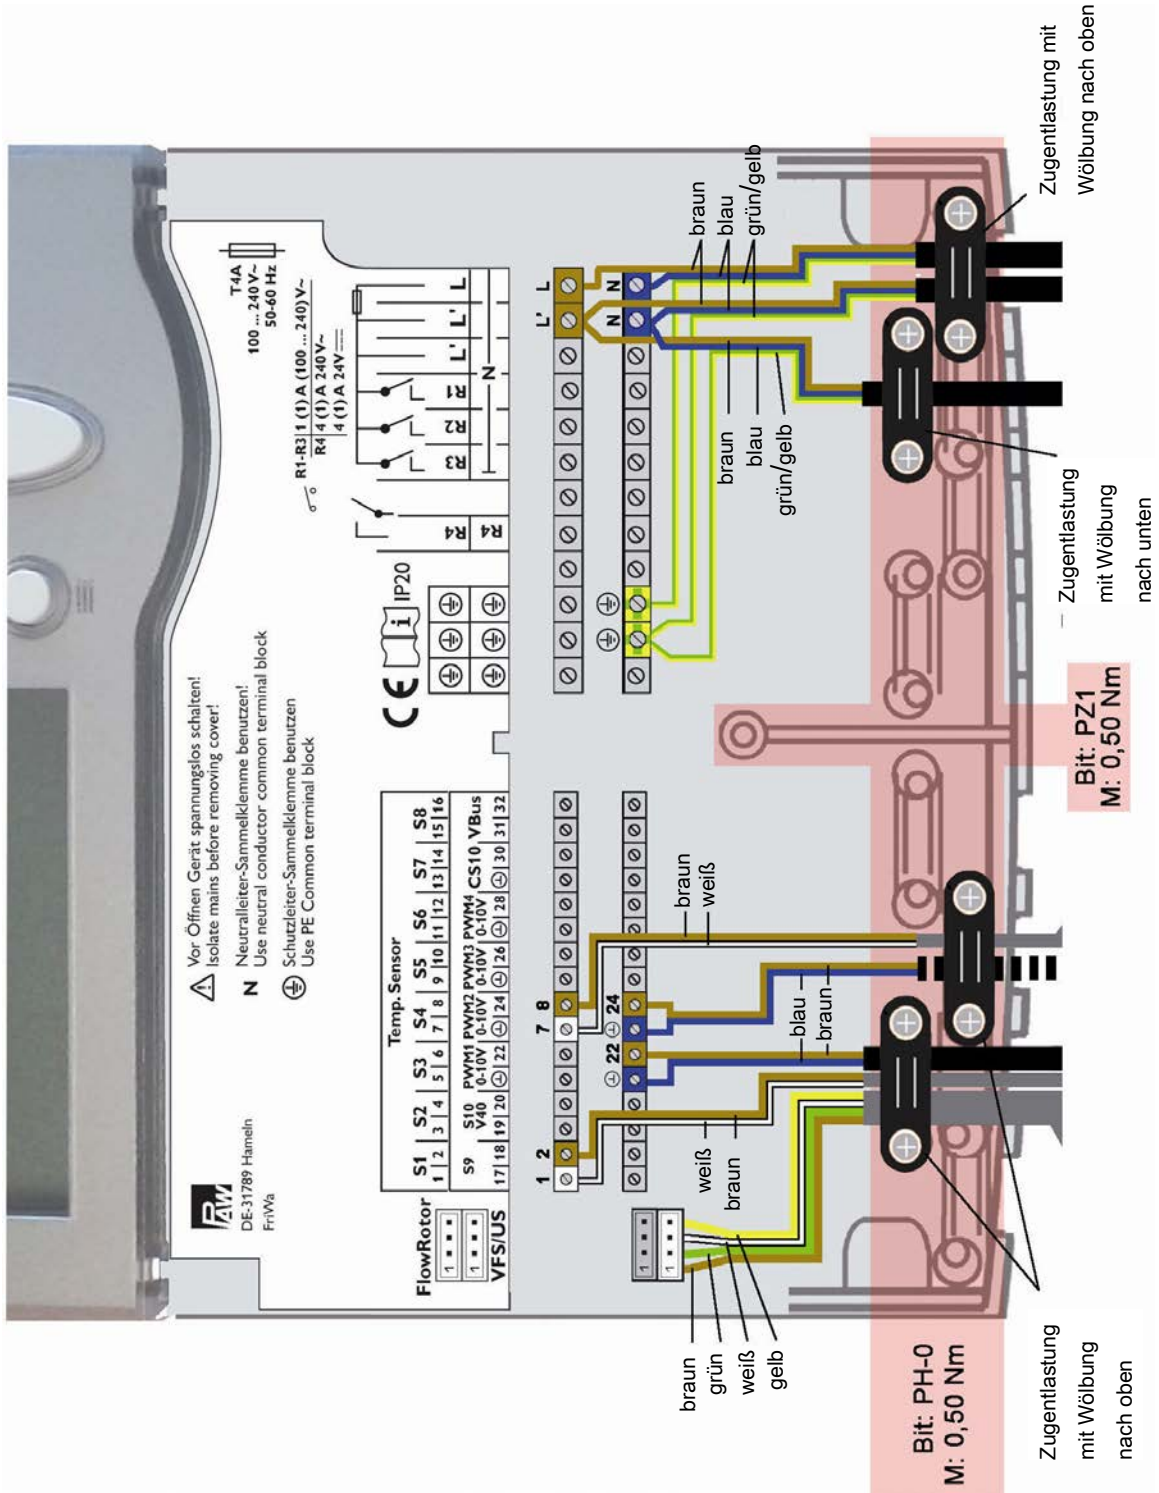 T4A
100 ... 240 V~
50-60 Hz
R1-R3 1 (1) A (100 ... 240) V~
R4 4 (1) A 240 V~
4 (1) A 24V
L
L'
L'
R1
R2
R3
N
R4
R4
IP20
i
CE
Vor Öffnen Gerät spannungslos schalten!
Isolate mains before removing cover!
N
Neutralleiter-Sammelklemme benutzen!
Use neutral conductor common terminal block
Schutzleiter-Sammelklemme benutzen
Use PE Common terminal block
PAW
DE-31789 Hameln
FriWa
Temp. Sensor
S1 S2 S3 S4 S5 S6 S7 S8
1 2 3 4 5 6 7 8 9 10 11 12 13 14 15 16
S9 S10 PWM1 PWM2 PWM3 PWM4 CS10 VBus
V40 0-10V 0-10V 0-10V 0-10V
17 18 19 20 22 24 26 28 30 31 32
FlowRotor
1
1
VFS/US
1 2 7 8
22 24
L' L
N N
1
1
braun
grün
weiß
gelb
weiß
braun
blau
braun
braun
weiß
braun
blau
grün/gelb
braun
blau
grün/gelb
Zugentlastung
mit Wölbung
nach oben
Zugentlastung
mit Wölbung
nach unten
Zugentlastung mit
Wölbung nach oben
Bit: PH-0
M: 0,50 Nm
Bit: PZ1
M: 0,50 Nm